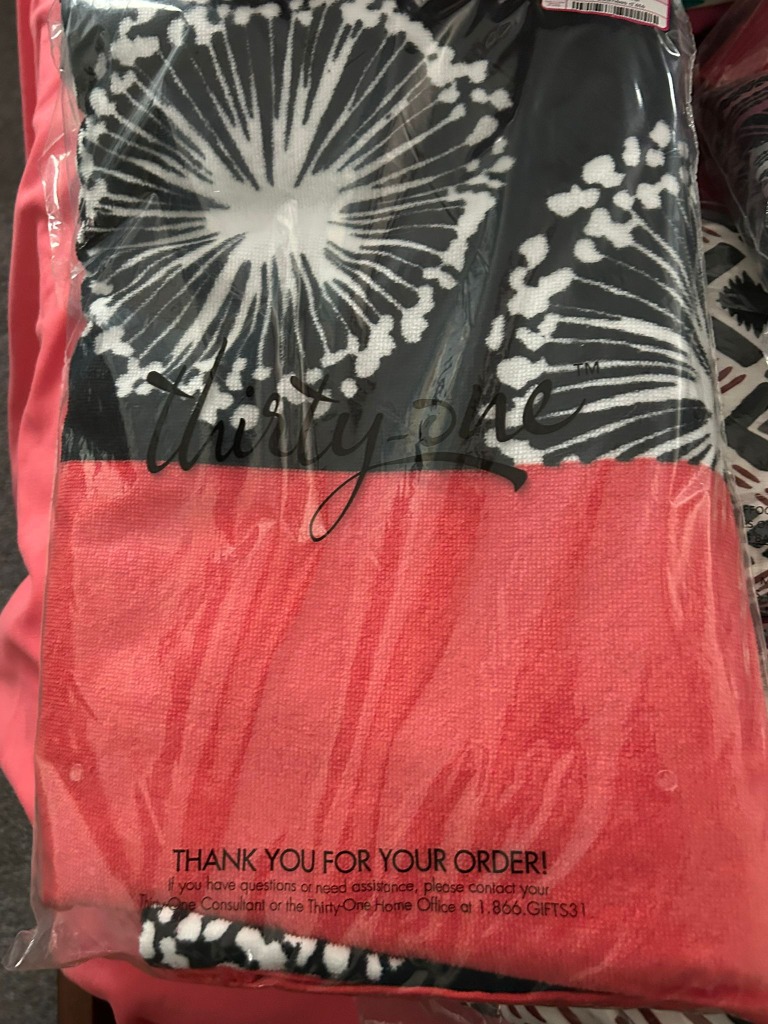 thirty-one™
THANK YOU FOR YOUR ORDER!
If you have questions or need assistance, please contact your
Thirty-One Consultant or the Thirty-One Home Office at 1.866.GIFTS31